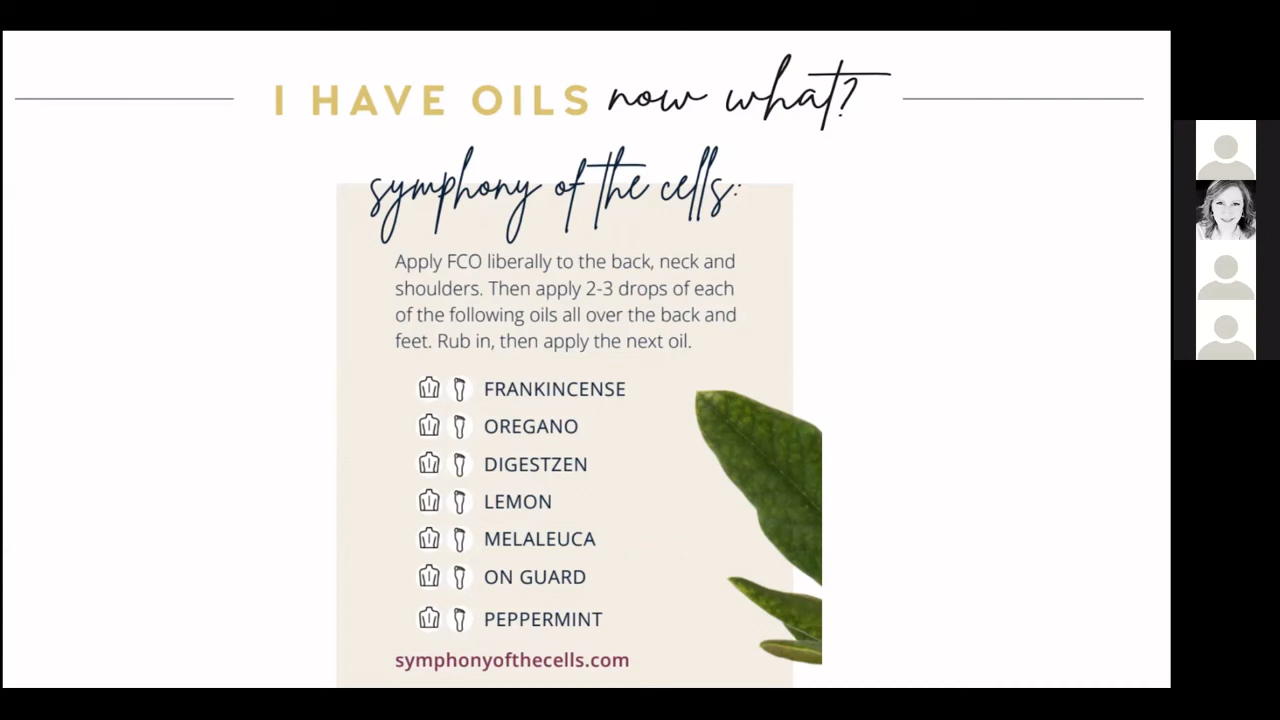 I HAVE OILS now what?
symphony of the cells:
Apply FCO liberally to the back, neck and
shoulders. Then apply 2-3 drops of each
of the following oils all over the back and
feet. Rub in, then apply the next oil.
FRANKINCENSE
OREGANO
DIGESTZEN
LEMON
MELALEUCA
ON GUARD
PEPPERMINT
symphonyofthecells.com